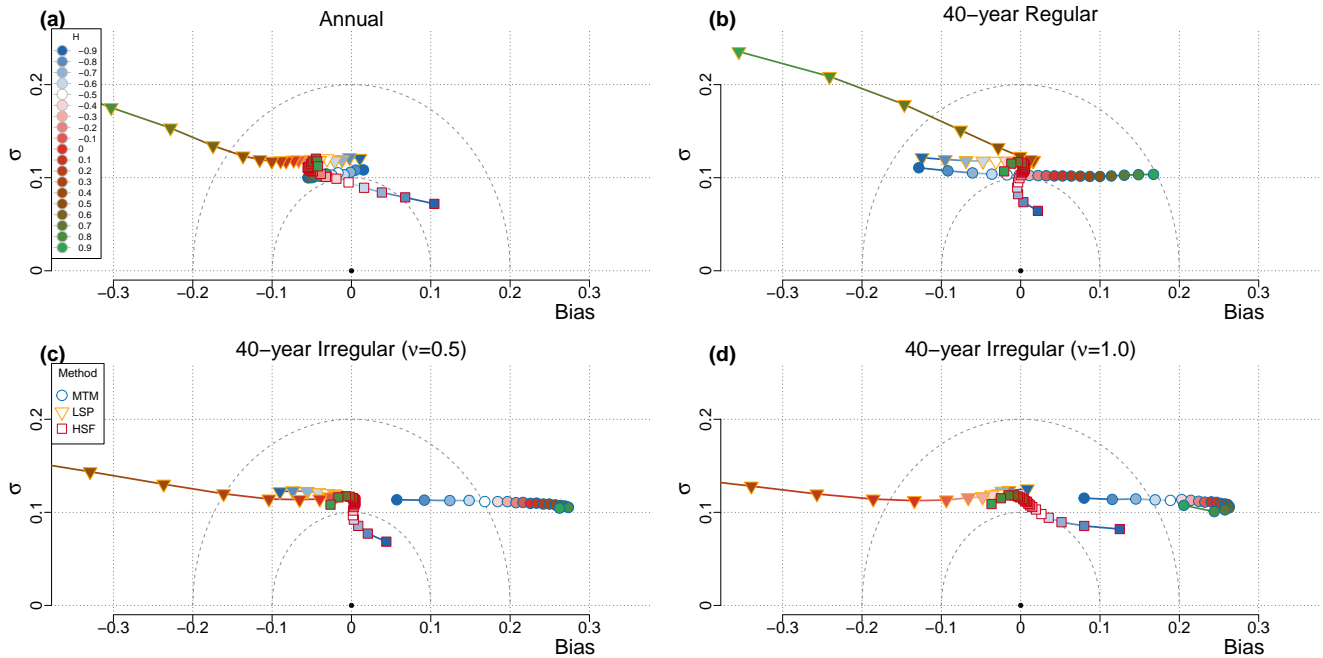 (a)
Annual
H
−0.9
−0.8
−0.7
−0.6
−0.5
−0.4
−0.3
−0.2
−0.1
0
0.1
0.2
0.3
0.4
0.5
0.6
0.7
0.8
0.9
σ
0
0.1
0.2
−0.3
−0.2
−0.1
0
0.1
0.2
0.3
Bias
(b)
40−year Regular
σ
0
0.1
0.2
−0.3
−0.2
−0.1
0
0.1
0.2
0.3
Bias
(c)
40−year Irregular (ν=0.5)
Method
MTM
LSP
HSF
σ
0
0.1
0.2
−0.3
−0.2
−0.1
0
0.1
0.2
0.3
Bias
(d)
40−year Irregular (ν=1.0)
σ
0
0.1
0.2
−0.3
−0.2
−0.1
0
0.1
0.2
0.3
Bias